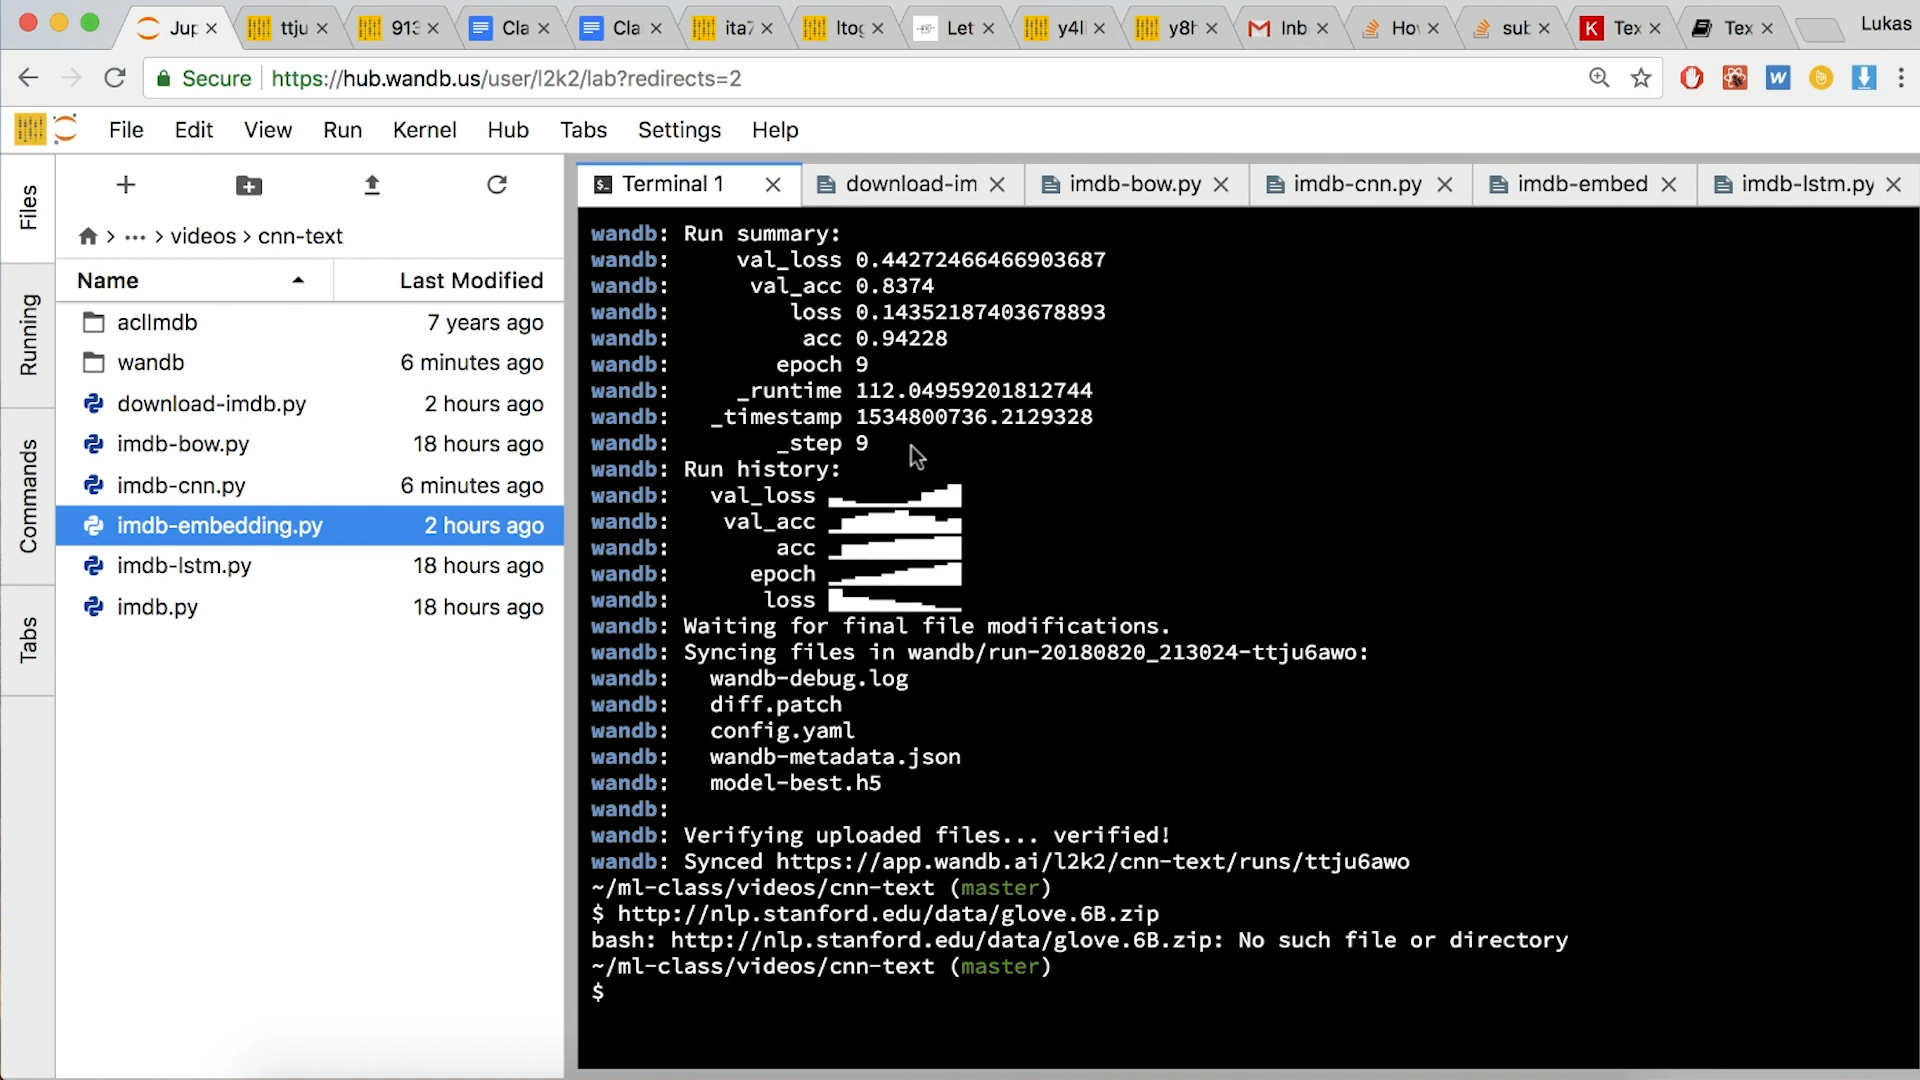 Jup
ttju
913
Cla
Cla
ita7
ltog
Let
y4li
y8h
Inb
Hov
sub
Tex
Tex
Lukas
Secure https://hub.wandb.us/user/l2k2/lab?redirects=2
File Edit View Run Kernel Hub Tabs Settings Help
Files
Running
Commands
Tabs
> ... > videos > cnn-text
Name Last Modified
aclImdb 7 years ago
wandb 6 minutes ago
download-imdb.py 2 hours ago
imdb-bow.py 18 hours ago
imdb-cnn.py 6 minutes ago
imdb-embedding.py 2 hours ago
imdb-lstm.py 18 hours ago
imdb.py 18 hours ago
Terminal 1 download-im imdb-bow.py imdb-cnn.py imdb-embed imdb-lstm.py
wandb: Run summary:
wandb: val_loss 0.44272466466903687
wandb: val_acc 0.8374
wandb: loss 0.14352187403678893
wandb: acc 0.94228
wandb: epoch 9
wandb: _runtime 112.04959201812744
wandb: _timestamp 1534800736.2129328
wandb: _step 9
wandb: Run history:
wandb: val_loss
wandb: val_acc
wandb: acc
wandb: epoch
wandb: loss
wandb: Waiting for final file modifications.
wandb: Syncing files in wandb/run-20180820_213024-ttju6awo:
wandb: wandb-debug.log
wandb: diff.patch
wandb: config.yaml
wandb: wandb-metadata.json
wandb: model-best.h5
wandb:
wandb: Verifying uploaded files... verified!
wandb: Synced https://app.wandb.ai/l2k2/cnn-text/runs/ttju6awo
~/ml-class/videos/cnn-text (master)
$ http://nlp.stanford.edu/data/glove.6B.zip
bash: http://nlp.stanford.edu/data/glove.6B.zip: No such file or directory
~/ml-class/videos/cnn-text (master)
$